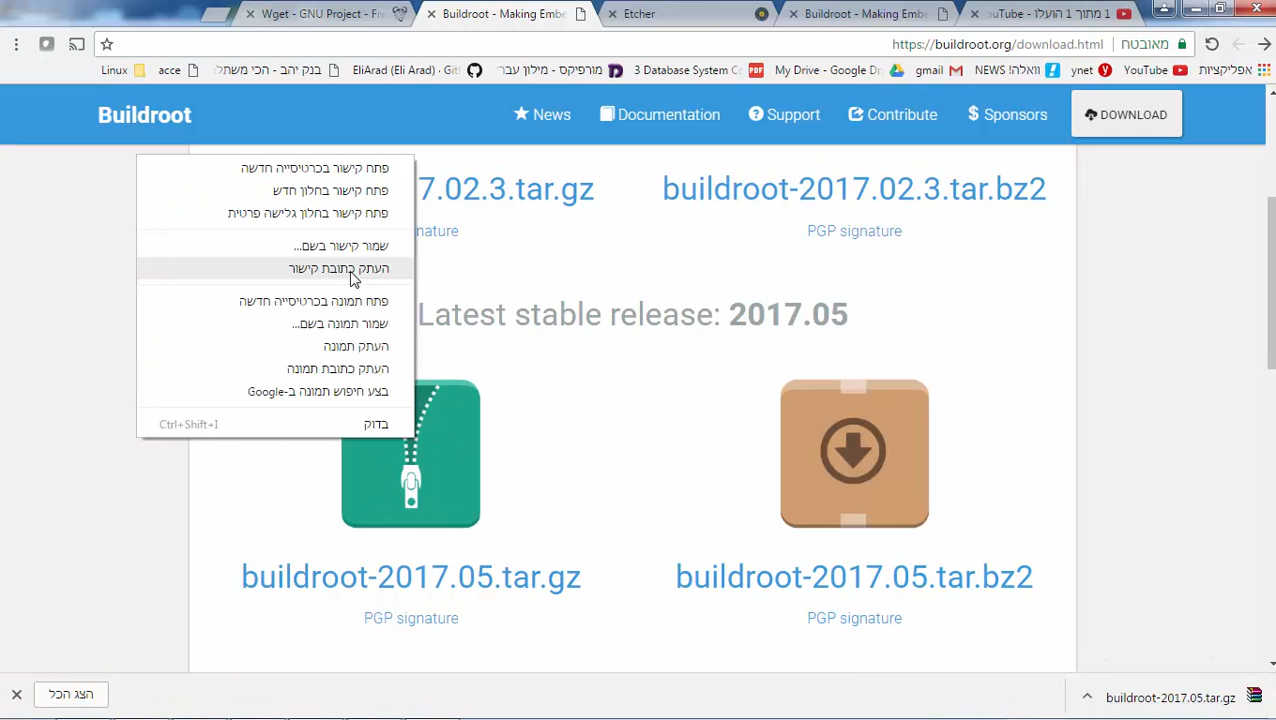 Wget - GNU Project - Fre
Buildroot - Making Embe
Etcher
Buildroot - Making Embe
1 מתוך 1 הועלו - YouTube
https://buildroot.org/download.html
מאובטח
Linux
acce
בנק יהב - הכי משתלו
EliArad (Eli Arad) · Git
מורפיקס - מילון עברי
3 Database System Co
My Drive - Google Dr
gmail
וואלה! NEWS
ynet
YouTube
אפליקציות
Buildroot
News
Documentation
Support
Contribute
Sponsors
DOWNLOAD
פתח קישור בכרטיסייה חדשה
פתח קישור בחלון חדש
פתח קישור בחלון גלישה פרטית
שמור קישור בשם...
העתק כתובת קישור
פתח תמונה בכרטיסייה חדשה
שמור תמונה בשם...
העתק תמונה
העתק כתובת תמונה
בצע חיפוש תמונה ב-Google
בדוק Ctrl+Shift+I
7.02.3.tar.gz
buildroot-2017.02.3.tar.bz2
nature
PGP signature
Latest stable release: 2017.05
buildroot-2017.05.tar.gz
buildroot-2017.05.tar.bz2
PGP signature
PGP signature
הצג הכל
buildroot-2017.05.tar.gz